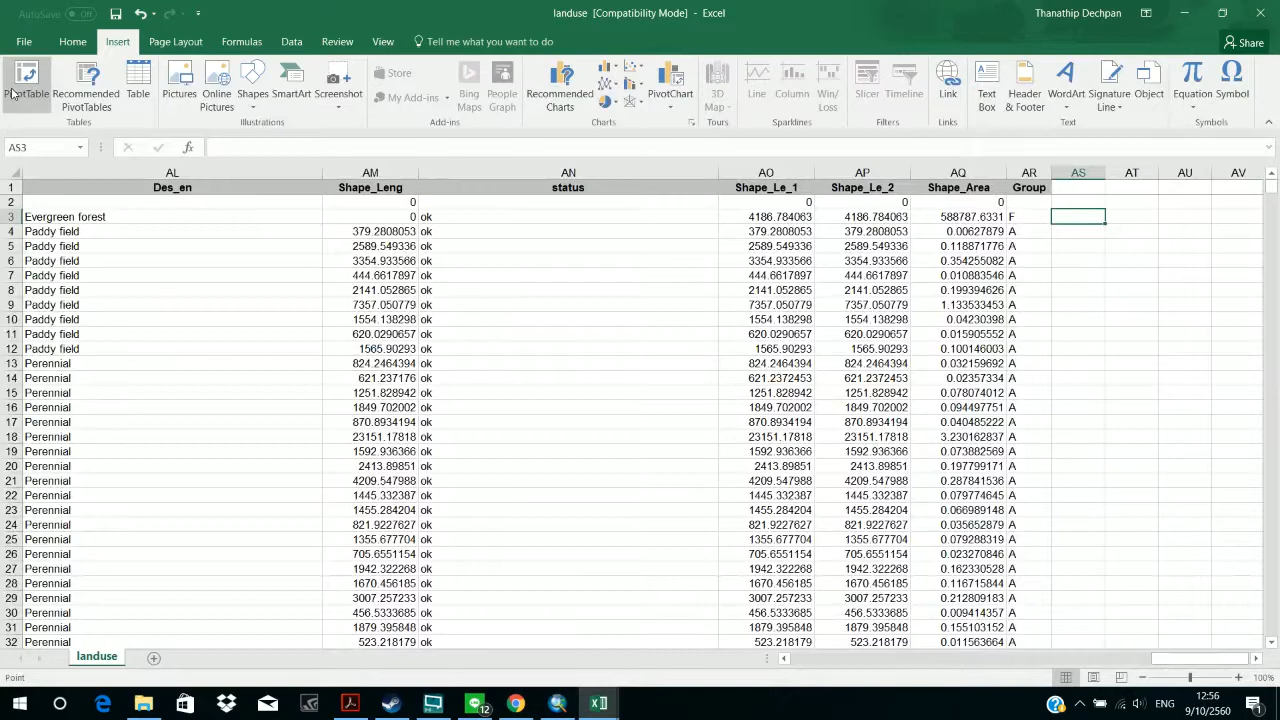 AutoSave Off
landuse [Compatibility Mode] - Excel
Thanathip Dechpan
File Home Insert Page Layout Formulas Data Review View Tell me what you want to do Share
PivotTable Recommended PivotTables Table Pictures Online Pictures Shapes SmartArt Screenshot Store My Add-ins Bing Maps People Graph Recommended Charts PivotChart 3D Map Line Column Win/Loss Slicer Timeline Link Text Box Header & Footer WordArt Signature Line Object Equation Symbol
Tables Illustrations Add-ins Charts Tours Sparklines Filters Links Text Symbols
AS3 fx
AL AM AN AO AP AQ AR AS AT AU AV
1 Des_en Shape_Leng status Shape_Le_1 Shape_Le_2 Shape_Area Group
2 0 0 0 0
3 Evergreen forest 0 ok 4186.784063 4186.784063 588787.6331 F
4 Paddy field 379.2808053 ok 379.2808053 379.2808053 0.00627879 A
5 Paddy field 2589.549336 ok 2589.549336 2589.549336 0.118871776 A
6 Paddy field 3354.933566 ok 3354.933566 3354.933566 0.354255082 A
7 Paddy field 444.6617897 ok 444.6617897 444.6617897 0.010883546 A
8 Paddy field 2141.052865 ok 2141.052865 2141.052865 0.199394626 A
9 Paddy field 7357.050779 ok 7357.050779 7357.050779 1.133533453 A
10 Paddy field 1554.138298 ok 1554.138298 1554.138298 0.04230398 A
11 Paddy field 620.0290657 ok 620.0290657 620.0290657 0.015905552 A
12 Paddy field 1565.90293 ok 1565.90293 1565.90293 0.100146003 A
13 Perennial 824.2464394 ok 824.2464394 824.2464394 0.032159692 A
14 Perennial 621.237176 ok 621.2372453 621.2372453 0.02357334 A
15 Perennial 1251.828942 ok 1251.828942 1251.828942 0.078074012 A
16 Perennial 1849.702002 ok 1849.702002 1849.702002 0.094497751 A
17 Perennial 870.8934194 ok 870.8934194 870.8934194 0.040485222 A
18 Perennial 23151.17818 ok 23151.17818 23151.17818 3.230162837 A
19 Perennial 1592.936366 ok 1592.936366 1592.936366 0.073882569 A
20 Perennial 2413.89851 ok 2413.89851 2413.89851 0.197799151 A
21 Perennial 4209.547988 ok 4209.547988 4209.547988 0.287841536 A
22 Perennial 1445.332387 ok 1445.332387 1445.332387 0.079774645 A
23 Perennial 1455.284204 ok 1455.284204 1455.284204 0.066989148 A
24 Perennial 821.9227627 ok 821.9227627 821.9227627 0.035652879 A
25 Perennial 1355.677704 ok 1355.677704 1355.677704 0.079288319 A
26 Perennial 705.6551154 ok 705.6551154 705.6551154 0.023270846 A
27 Perennial 1942.322268 ok 1942.322268 1942.322268 0.162330528 A
28 Perennial 1670.456185 ok 1670.456185 1670.456185 0.116715844 A
29 Perennial 3007.257233 ok 3007.257233 3007.257233 0.212809183 A
30 Perennial 456.5333685 ok 456.5333685 456.5333685 0.009414357 A
31 Perennial 1879.395848 ok 1879.395848 1879.395848 0.155103152 A
32 Perennial 523.218179 ok 523.218179 523.218179 0.011563664 A
landuse
Point 100%
12 ENG 12:56
9/10/2560